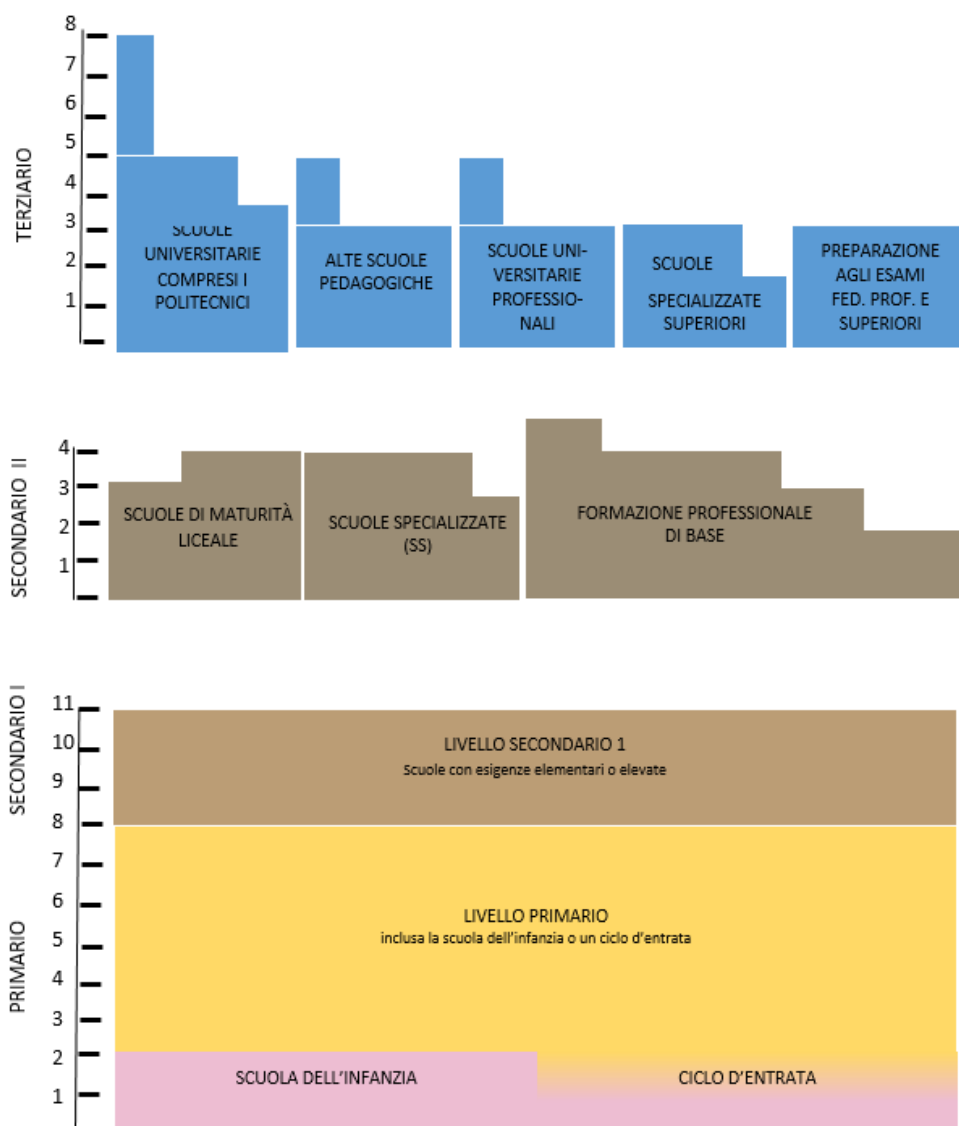 TERZIARIO
8
7
6
5
4
3
2
1
SCUOLE
UNIVERSITARIE
COMPRESI I
POLITECNICI
ALTE SCUOLE
PEDAGOGICHE
SCUOLE UNI-
VERSITARIE
PROFESSIO-
NALI
SCUOLE
SPECIALIZZATE
SUPERIORI
PREPARAZIONE
AGLI ESAMI
FED. PROF. E
SUPERIORI
SECONDARIO II
4
3
2
1
SCUOLE DI MATURITÀ
LICEALE
SCUOLE SPECIALIZZATE
(SS)
FORMAZIONE PROFESSIONALE
DI BASE
SECONDARIO I
11
10
9
8
LIVELLO SECONDARIO 1
Scuole con esigenze elementari o elevate
PRIMARIO
7
6
5
4
3
2
1
LIVELLO PRIMARIO
inclusa la scuola dell'infanzia o un ciclo d'entrata
SCUOLA DELL'INFANZIA
CICLO D'ENTRATA